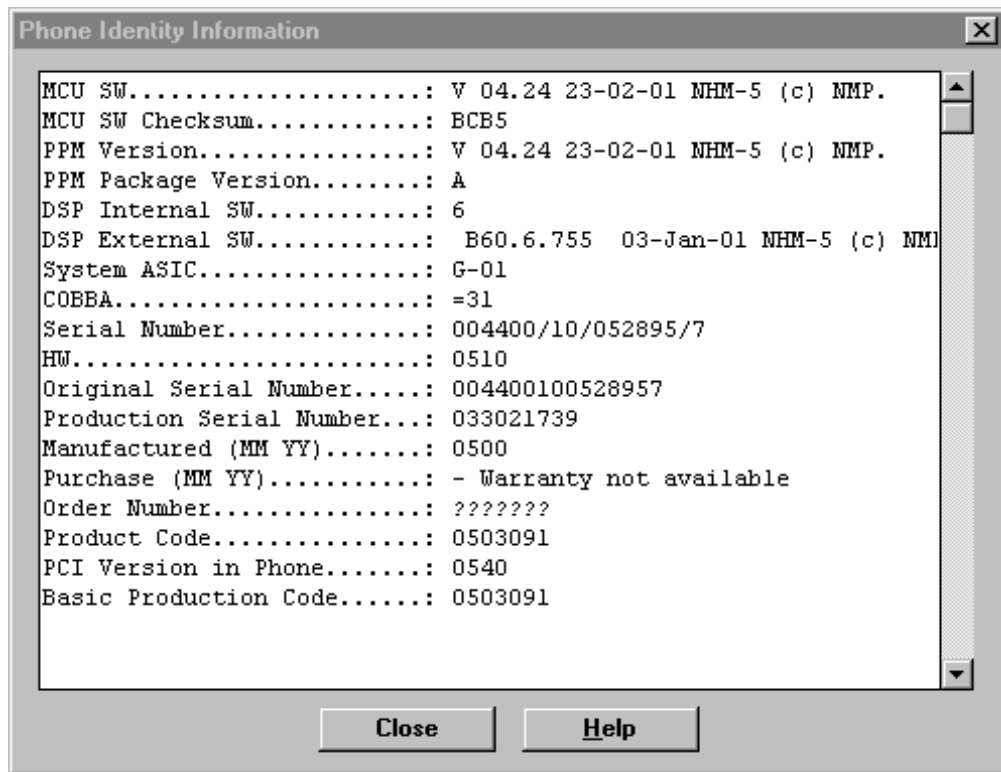 Phone Identity Information
MCU SW......................: V 04.24 23-02-01 NHM-5 (c) NMP.
MCU SW Checksum.............: BCB5
PPM Version.................: V 04.24 23-02-01 NHM-5 (c) NMP.
PPM Package Version........: A
DSP Internal SW.............: 6
DSP External SW.............: B60.6.755 03-Jan-01 NHM-5 (c) NM
System ASIC.................: G-01
COBBA.......................: =31
Serial Number...............: 004400/10/052895/7
HW..........................: 0510
Original Serial Number.....: 004400100528957
Production Serial Number...: 033021739
Manufactured (MM YY).......: 0500
Purchase (MM YY)...........: - Warranty not available
Order Number...............: ???????
Product Code...............: 0503091
PCI Version in Phone.......: 0540
Basic Production Code......: 0503091
Close
Help